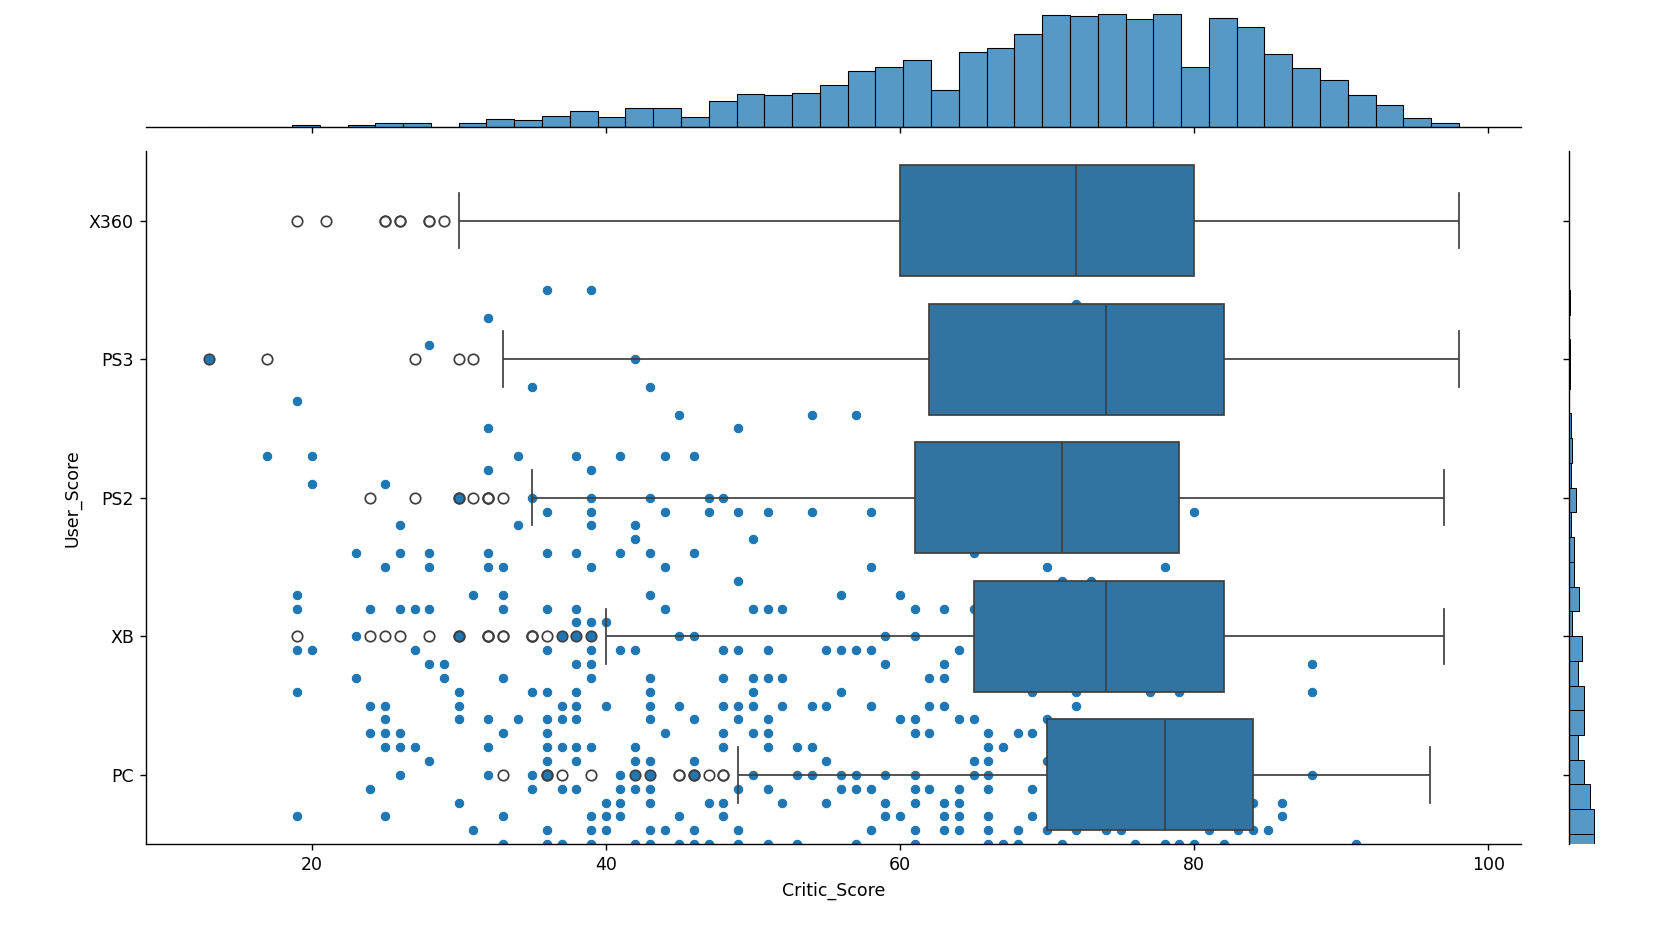 X360
PS3
PS2
XB
PC
User_Score
20 40 60 80 100
Critic_Score